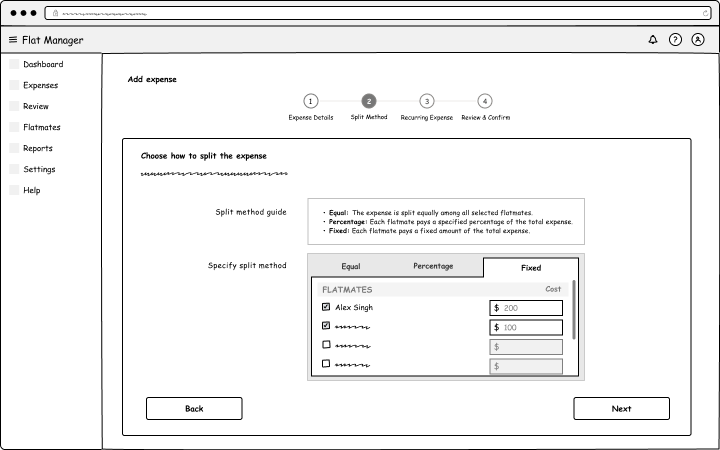 Flat Manager
?
Dashboard
Expenses
Review
Flatmates
Reports
Settings
Help
Add expense
1 2 3 4
Expense Details Split Method Recurring Expense Review & Confirm
Choose how to split the expense
Split method guide
• Equal: The expense is split equally among all selected flatmates.
• Percentage: Each flatmate pays a specified percentage of the total expense.
• Fixed: Each flatmate pays a fixed amount of the total expense.
Specify split method
Equal Percentage Fixed
FLATMATES Cost
Alex Singh $ 200
$ 100
$
$
Back Next